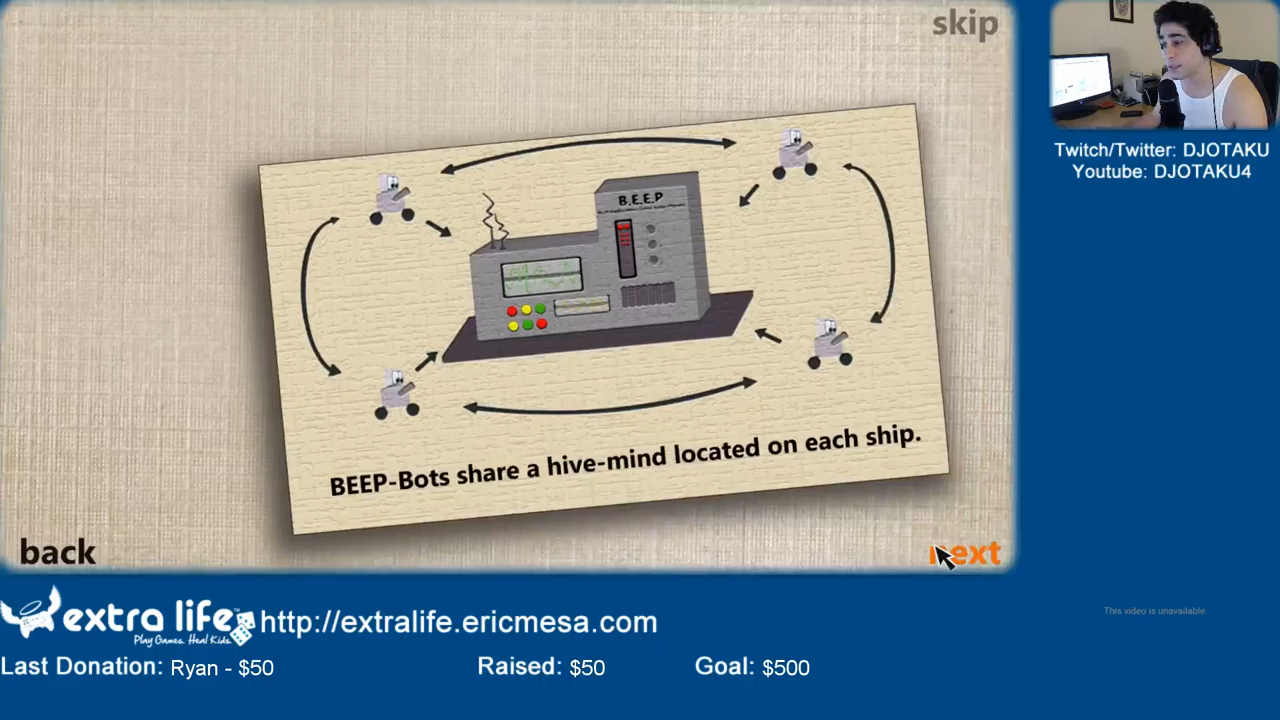 skip
B.E.E.P
BEEP-Bots share a hive-mind located on each ship.
back
next
Twitch/Twitter: DJOTAKU
Youtube: DJOTAKU4
This video is unavailable.
extra life
Play Games. Heal Kids.
http://extralife.ericmesa.com
Last Donation: Ryan - $50
Raised: $50
Goal: $500